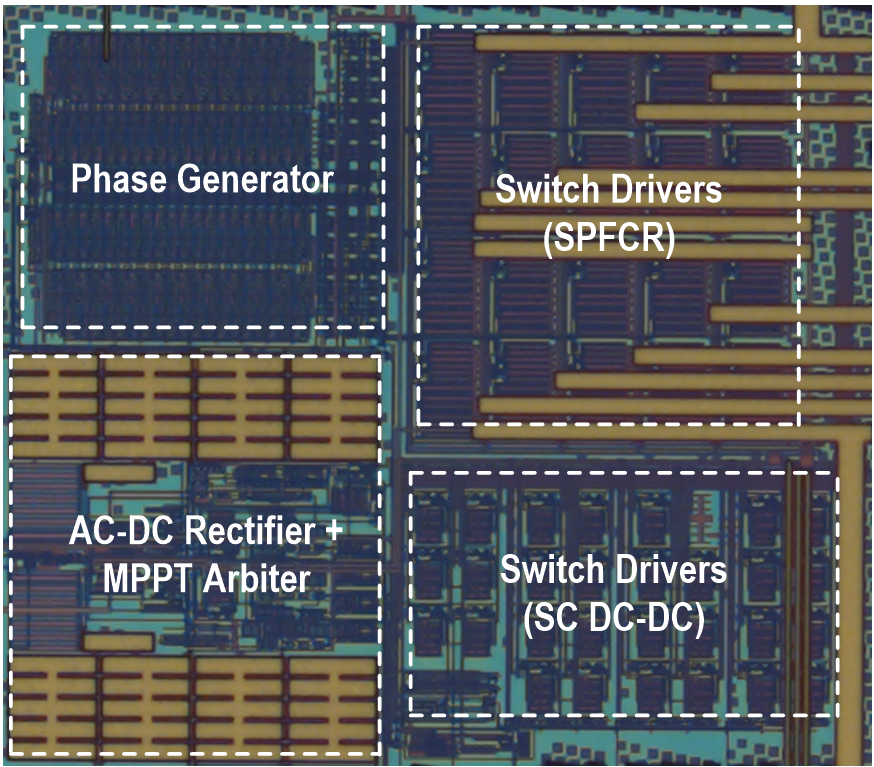 Phase Generator
Switch Drivers
(SPFCR)
AC-DC Rectifier +
MPPT Arbiter
Switch Drivers
(SC DC-DC)